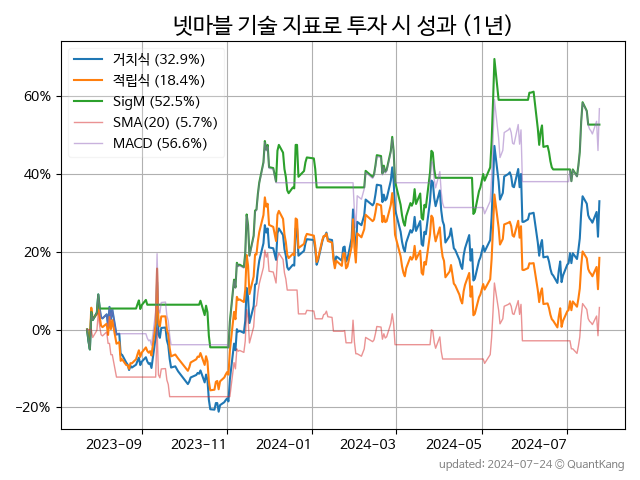 넷마블 기술 지표로 투자 시 성과 (1년)
거치식 (32.9%)
적립식 (18.4%)
SigM (52.5%)
SMA(20) (5.7%)
MACD (56.6%)
60%
40%
20%
0%
−20%
2023-09
2023-11
2024-01
2024-03
2024-05
2024-07
updated: 2024-07-24 © QuantKang